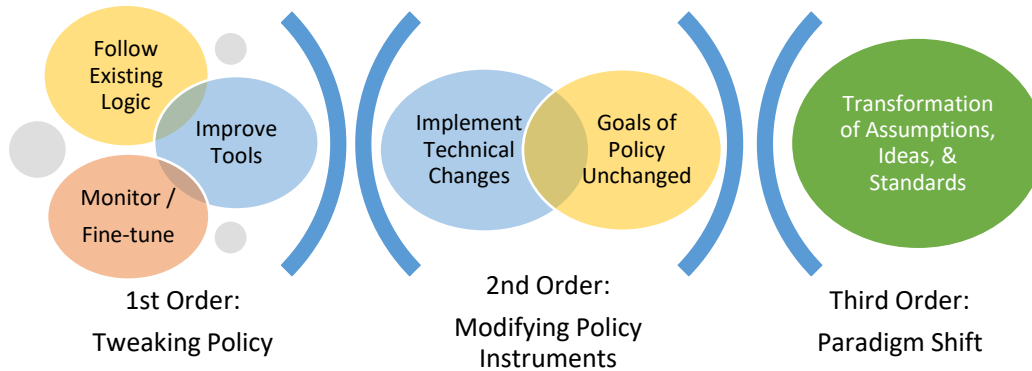 Follow
Existing
Logic
Improve
Tools
Monitor /
Fine-tune
1st Order:
Tweaking Policy
Implement
Technical
Changes
Goals of
Policy
Unchanged
2nd Order:
Modifying Policy
Instruments
Transformation
of Assumptions,
Ideas, &
Standards
Third Order:
Paradigm Shift